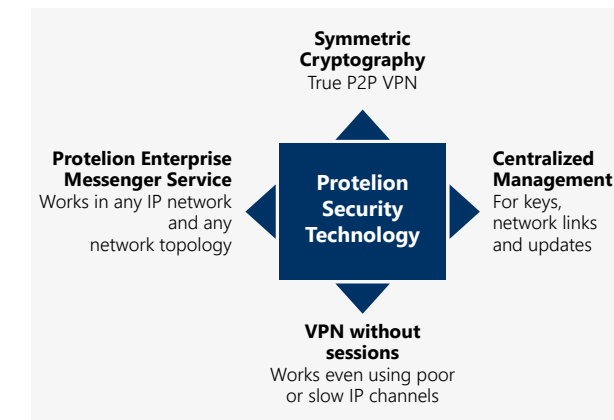 Symmetric
Cryptography
True P2P VPN
Protelion Enterprise
Messenger Service
Works in any IP network
and any
network topology
Protelion
Security
Technology
Centralized
Management
For keys,
network links
and updates
VPN without
sessions
Works even using poor
or slow IP channels